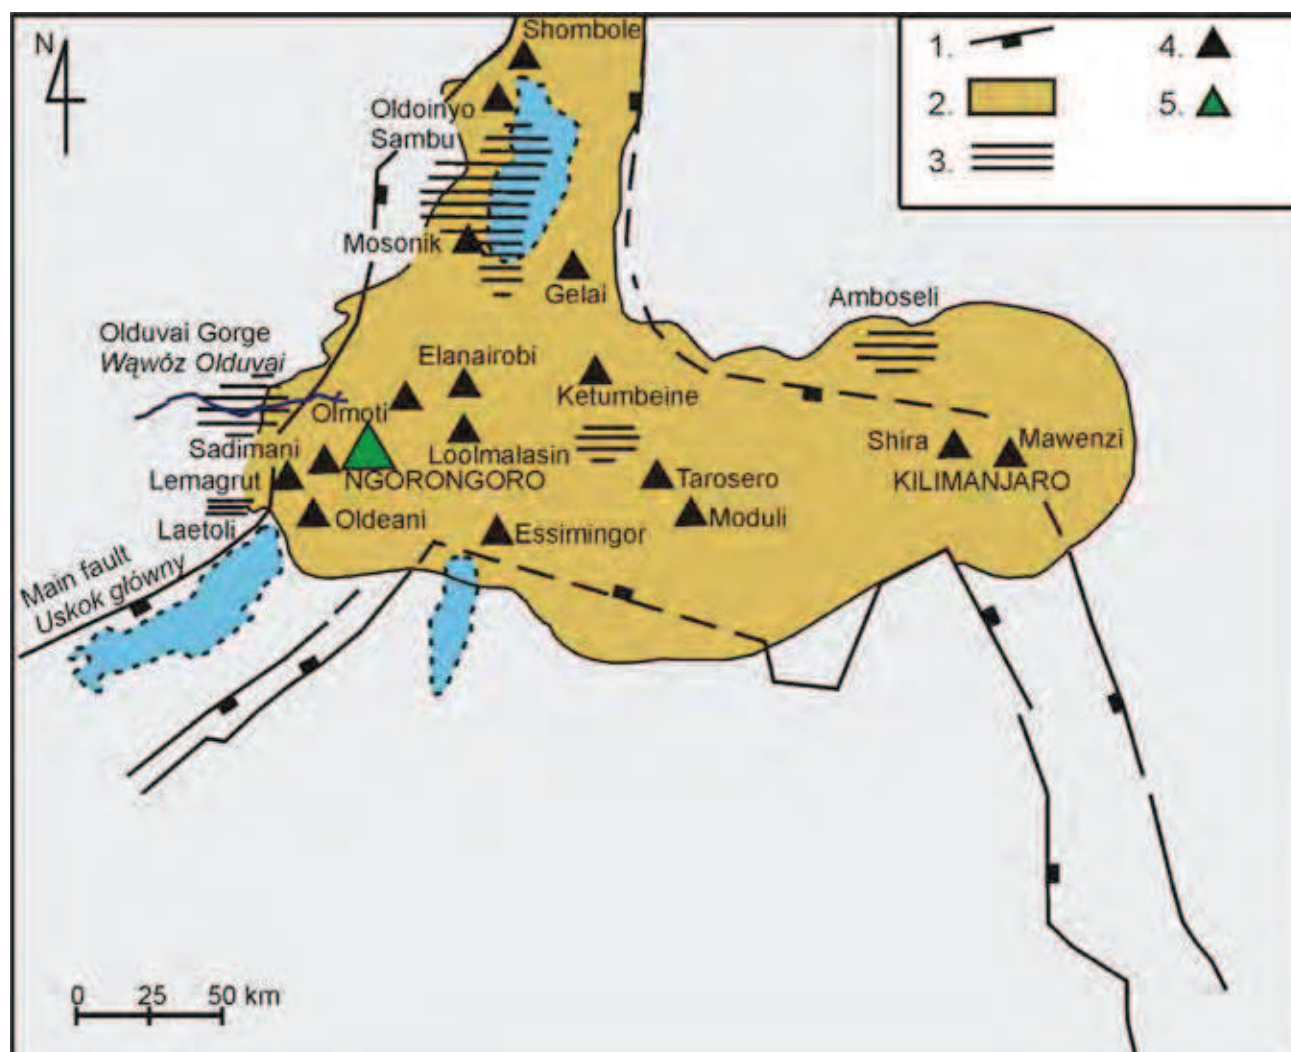 Shombole
N
1.
4.
2.
5.
3.
Oldoinyo
Sambu
Mosonik
Gelai
Amboseli
Olduvai Gorge
Wąwóz Olduvai
Elanairobi
Ketumbeine
Olmoti
Sadimani
Loolmalasin
Shira
Mawenzi
Lemagrut
NGORONGORO
Tarosero
KILIMANJARO
Laetoli
Oldeani
Essimingor
Moduli
Main fault
Uskok główny
0 25 50 km